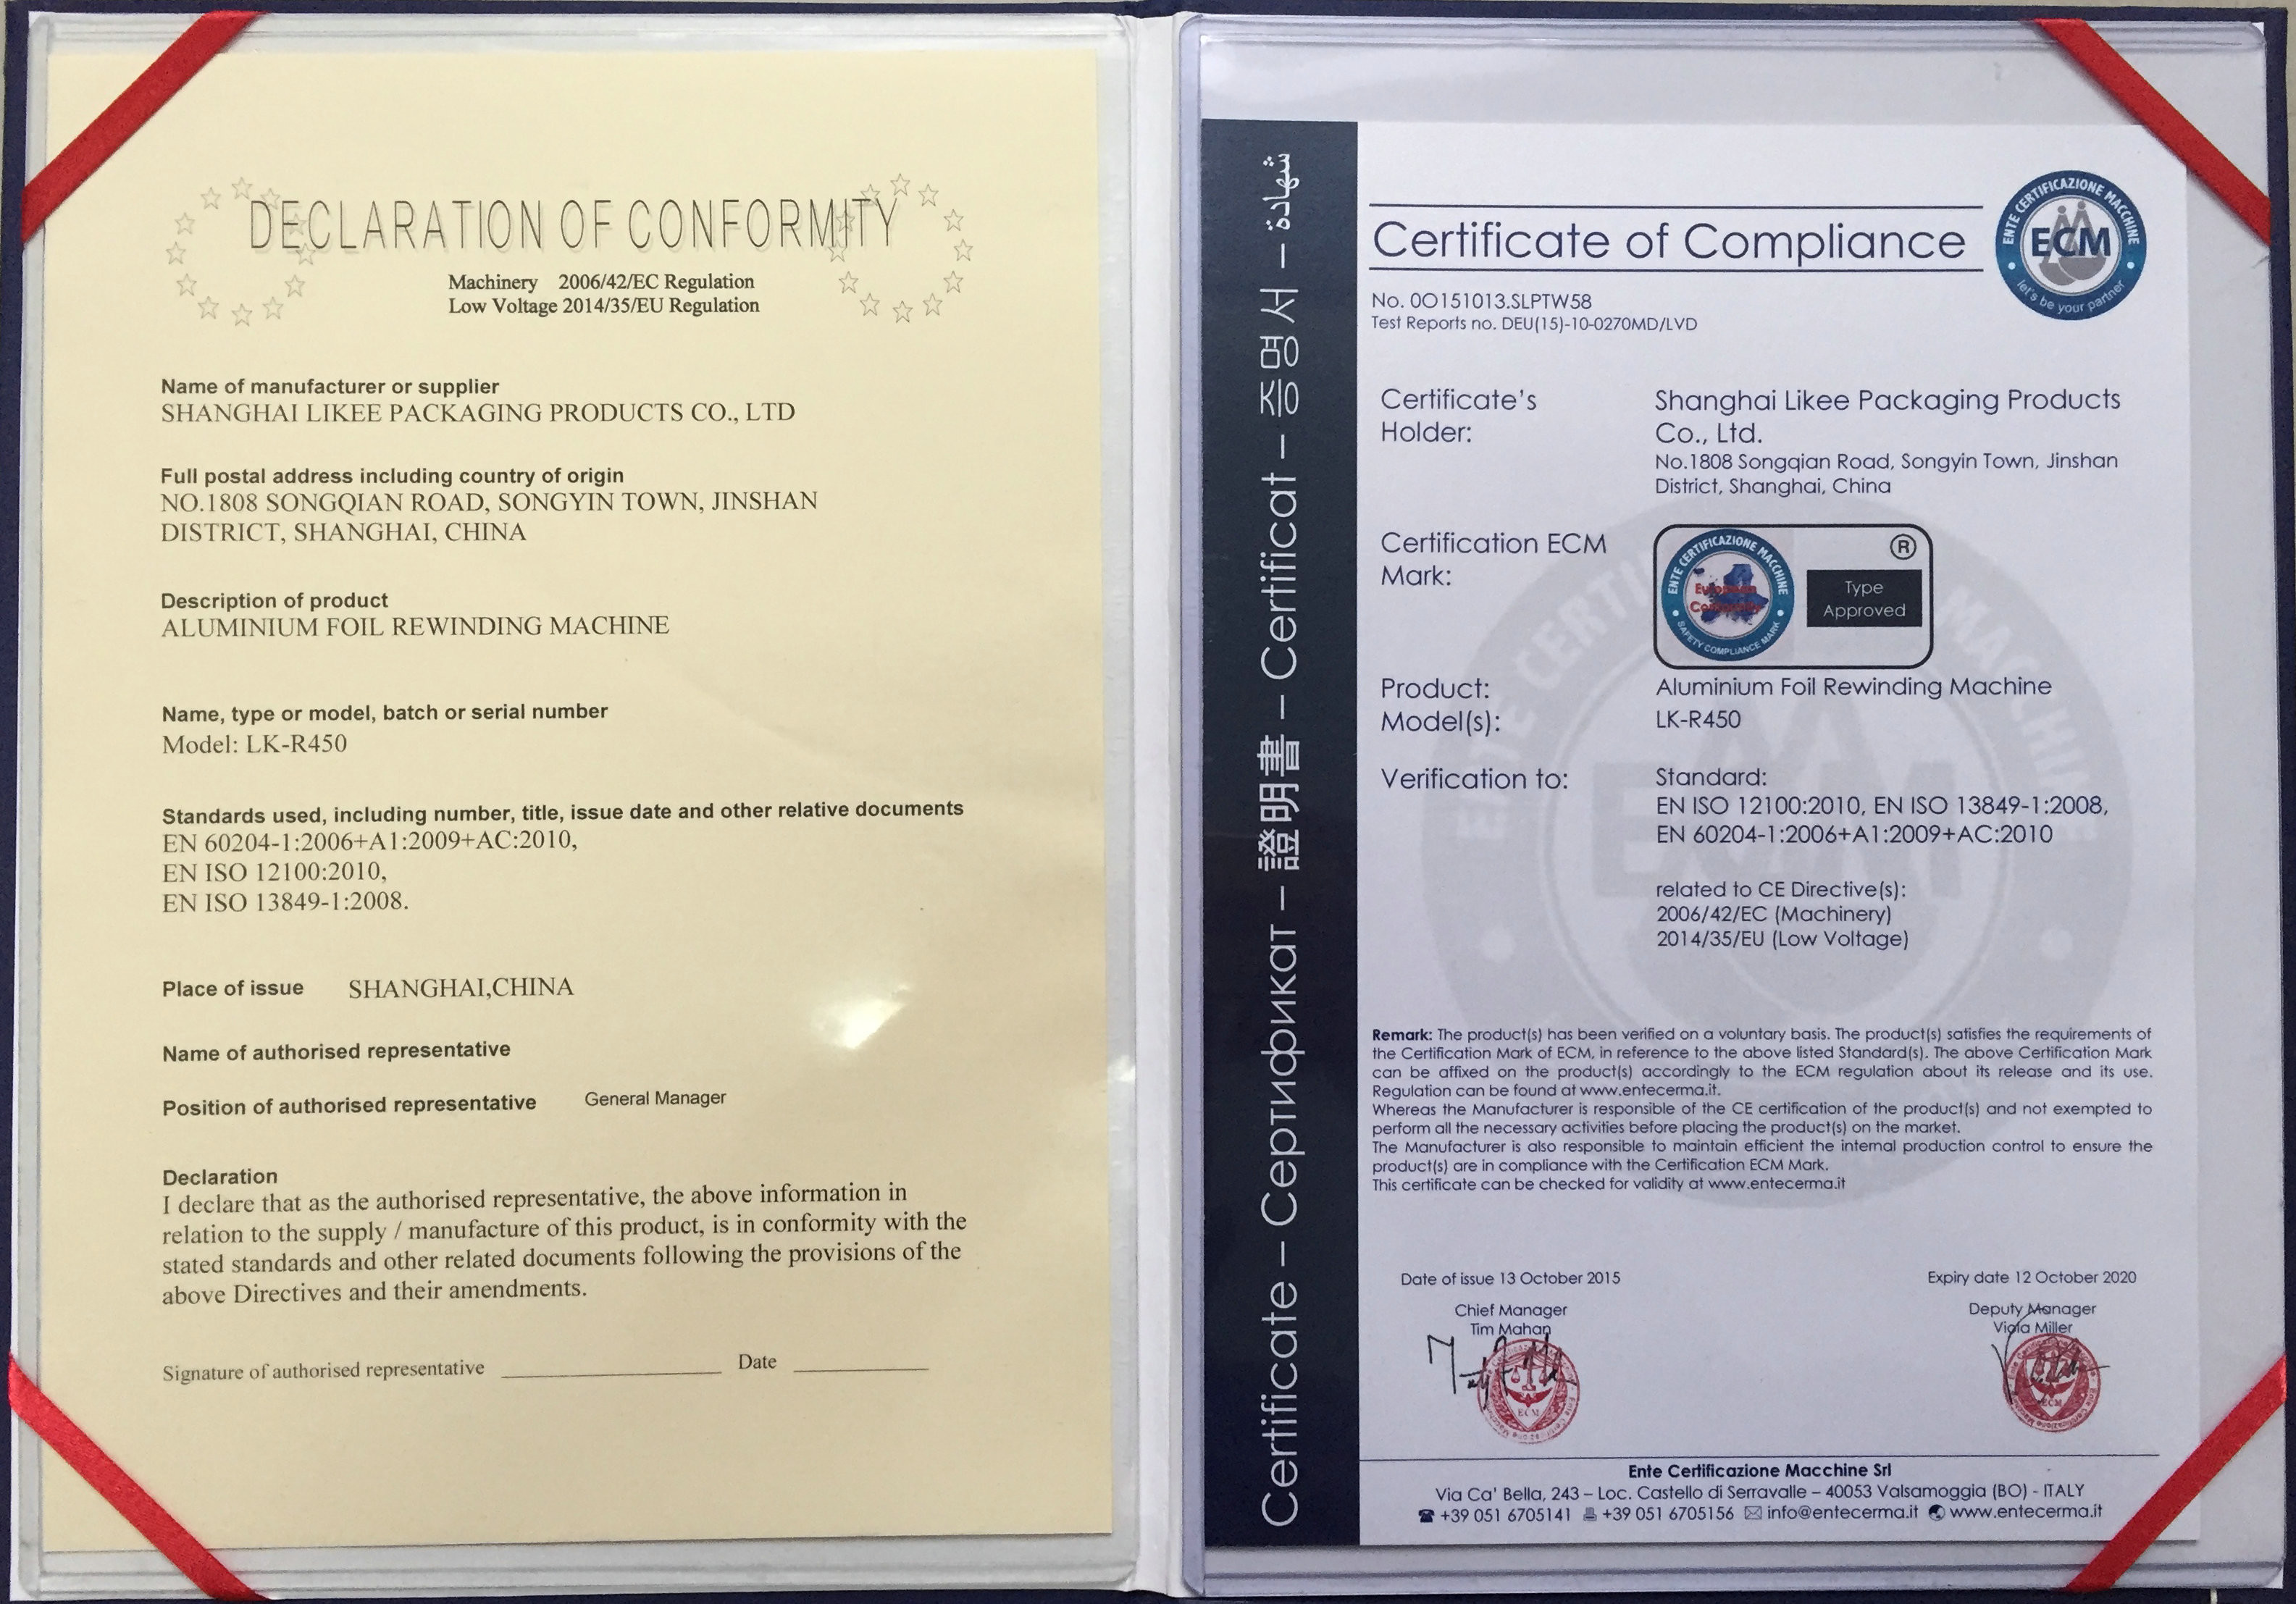 DECLARATION OF CONFORMITY
Machinery 2006/42/EC Regulation
Low Voltage 2014/35/EU Regulation
Name of manufacturer or supplier
SHANGHAI LIKEE PACKAGING PRODUCTS CO., LTD
Full postal address including country of origin
NO.1808 SONGQIAN ROAD, SONGYIN TOWN, JINSHAN
DISTRICT, SHANGHAI, CHINA
Description of product
ALUMINIUM FOIL REWINDING MACHINE
Name, type or model, batch or serial number
Model: LK-R450
Standards used, including number, title, issue date and other relative documents
EN 60204-1:2006+A1:2009+AC:2010,
EN ISO 12100:2010,
EN ISO 13849-1:2008.
Place of issue SHANGHAI,CHINA
Name of authorised representative
Position of authorised representative General Manager
Declaration
I declare that as the authorised representative, the above information in
relation to the supply / manufacture of this product, is in conformity with the
stated standards and other related documents following the provisions of the
above Directives and their amendments.
Signature of authorised representative
Date
Certificate – Сертификат – 證明書 – Certificat – 증명서 – شهادة
Certificate of Compliance
ENTE CERTIFICAZIONE MACCHINE
ECM
let's be your partner
No. 0O151013.SLPTW58
Test Reports no. DEU(15)-10-0270MD/LVD
Certificate's
Holder:
Shanghai Likee Packaging Products
Co., Ltd.
No.1808 Songqian Road, Songyin Town, Jinshan
District, Shanghai, China
Certification ECM
Mark:
ENTE CERTIFICAZIONE MACCHINE
European
Conformity
SAFETY COMPLIANCE MARK
®
Type
Approved
Product: Aluminium Foil Rewinding Machine
Model(s): LK-R450
Verification to: Standard:
EN ISO 12100:2010, EN ISO 13849-1:2008,
EN 60204-1:2006+A1:2009+AC:2010
related to CE Directive(s):
2006/42/EC (Machinery)
2014/35/EU (Low Voltage)
Remark: The product(s) has been verified on a voluntary basis. The product(s) satisfies the requirements of
the Certification Mark of ECM, in reference to the above listed Standard(s). The above Certification Mark
can be affixed on the product(s) accordingly to the ECM regulation about its release and its use.
Regulation can be found at www.entecerma.it.
Whereas the Manufacturer is responsible of the CE certification of the product(s) and not exempted to
perform all the necessary activities before placing the product(s) on the market.
The Manufacturer is also responsible to maintain efficient the internal production control to ensure the
product(s) are in compliance with the Certification ECM Mark.
This certificate can be checked for validity at www.entecerma.it
Date of issue 13 October 2015
Expiry date 12 October 2020
Chief Manager
Tim Mahan
Deputy Manager
Viola Miller
ECM
ECM
Ente Certificazione Macchine Srl
Via Ca' Bella, 243 – Loc. Castello di Serravalle – 40053 Valsamoggia (BO) - ITALY
+39 051 6705141 +39 051 6705156 info@entecerma.it www.entecerma.it